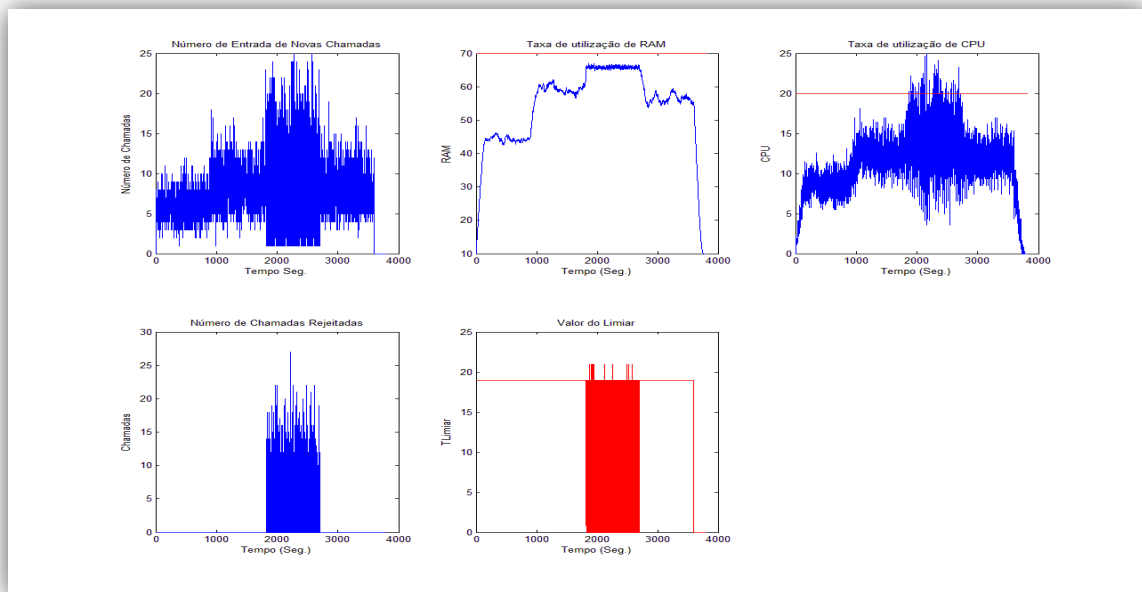 Número de Entrada de Novas Chamadas
25
20
15
10
5
0
Número de Chamadas
0 1000 2000 3000 4000
Tempo Seg.
Taxa de utilização de RAM
70
60
50
40
30
20
10
RAM
0 1000 2000 3000 4000
Tempo (Seg.)
Taxa de utilização de CPU
25
20
15
10
5
0
CPU
0 1000 2000 3000 4000
Tempo (Seg.)
Número de Chamadas Rejeitadas
30
25
20
15
10
5
0
Chamadas
0 1000 2000 3000 4000
Tempo (Seg.)
Valor do Limiar
25
20
15
10
5
0
TLimiar
0 1000 2000 3000 4000
Tempo (Seg.)